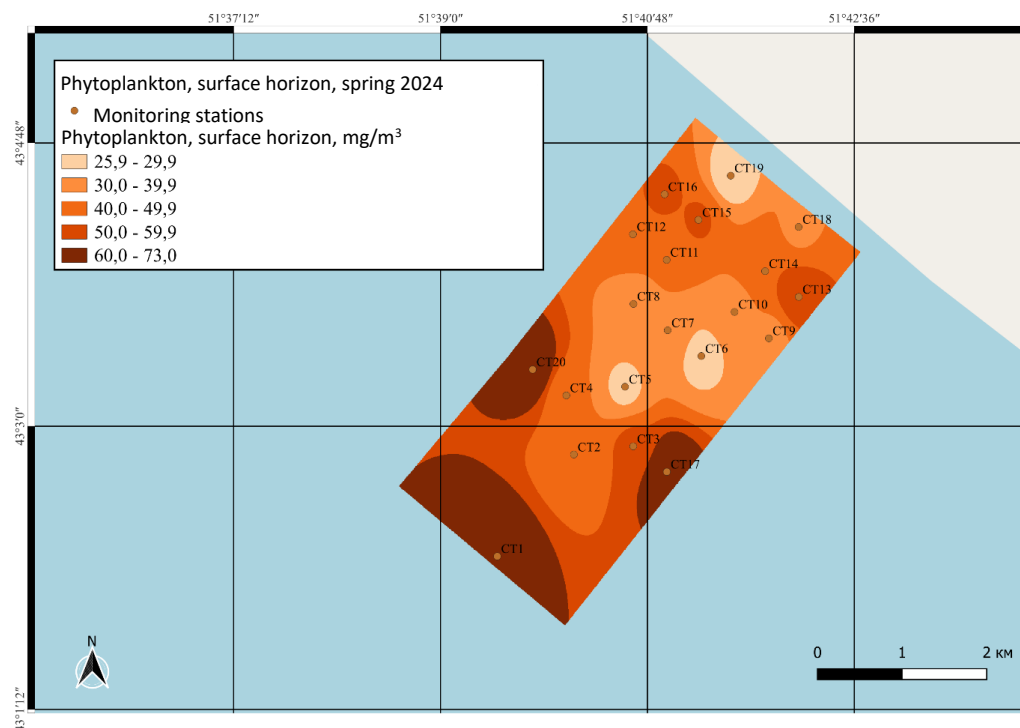 51°37'12"
51°39'0"
51°40'48"
51°42'36"
Phytoplankton, surface horizon, spring 2024
Monitoring stations
Phytoplankton, surface horizon, mg/m³
25,9 - 29,9
30,0 - 39,9
40,0 - 49,9
50,0 - 59,9
60,0 - 73,0
43°4'48"
43°3'0"
43°1'12"
CT19
CT16
CT15
CT18
CT12
CT11
CT14
CT13
CT8
CT10
CT7
CT9
CT6
CT20
CT5
CT4
CT3
CT2
CT17
CT1
N
0 1 2 км